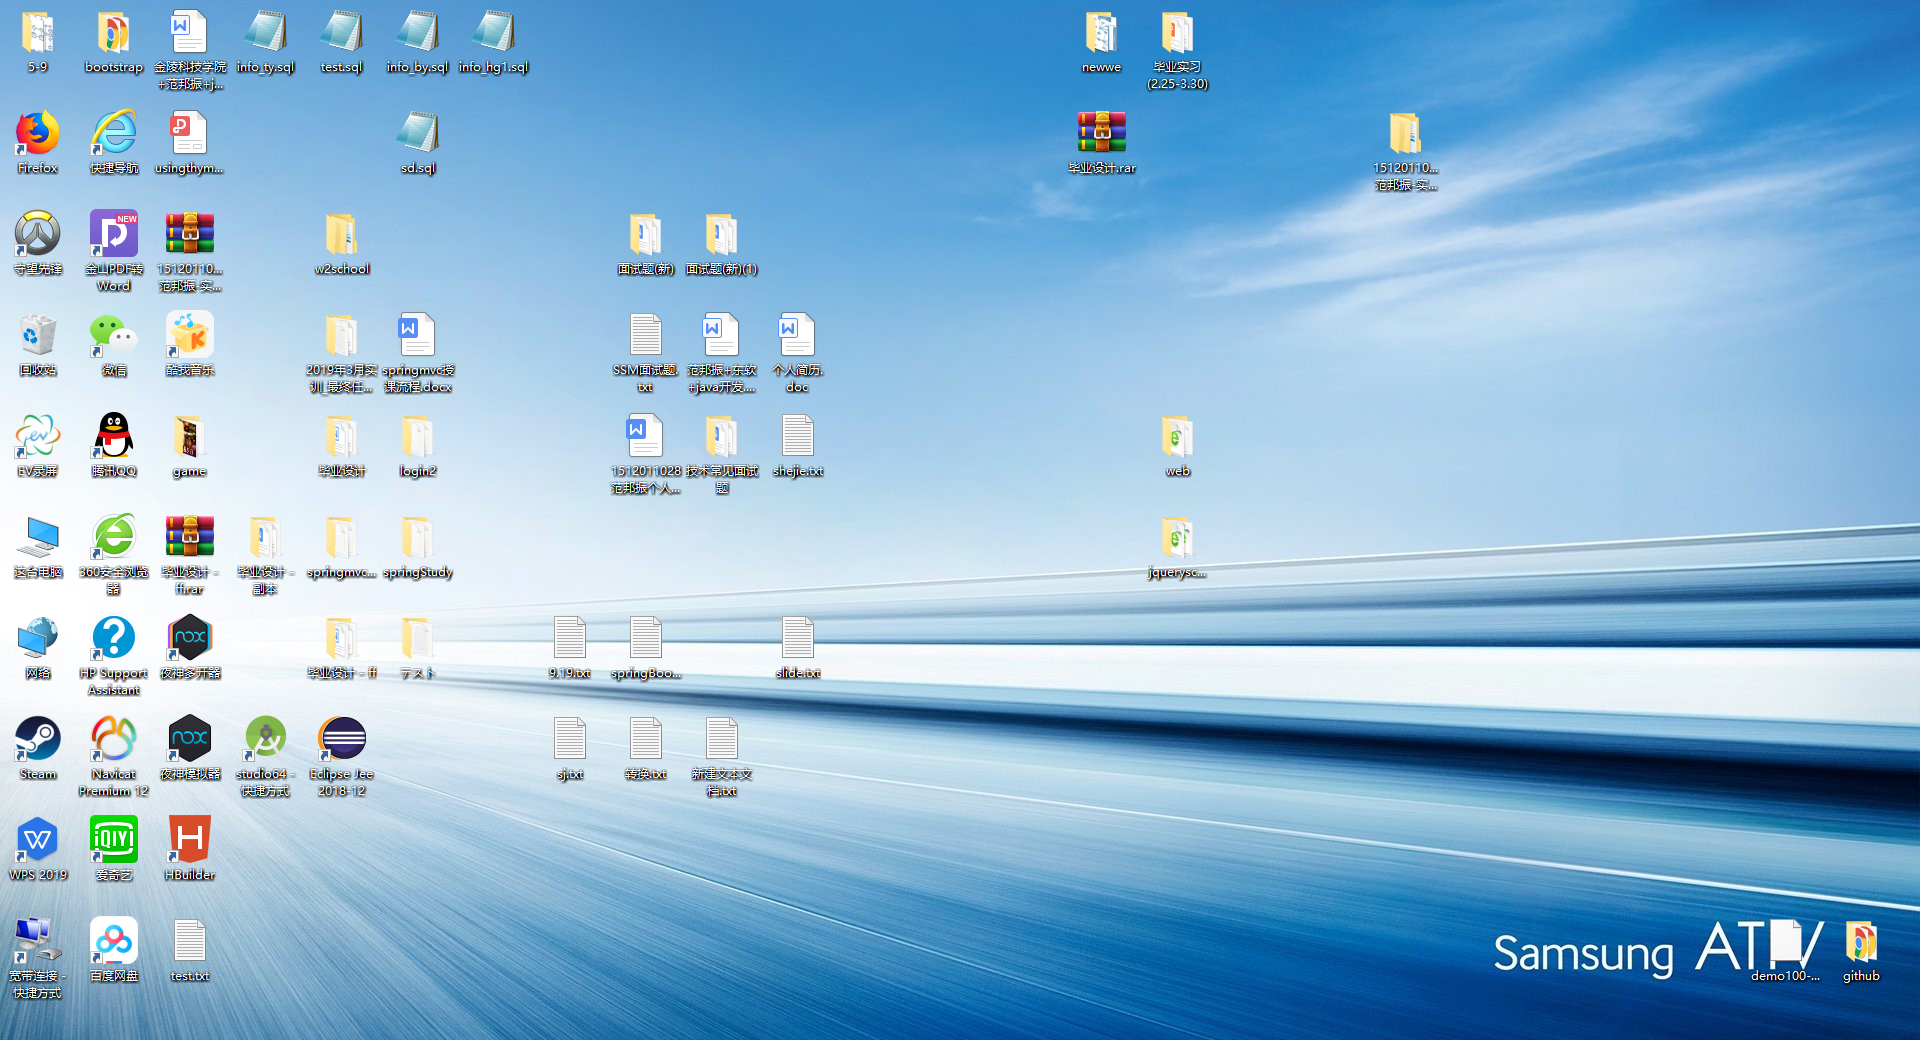 5-9
bootstrap
金陵科技学院
+范邦振+j...
info_ty.sql
test.sql
info_by.sql
info_hg1.sql
newwe
毕业实习
(2.25-3.30)
Firefox
快捷导航
usingthym...
sd.sql
毕业设计.rar
15120110...
范邦振-实...
守望先锋
金山PDF转
Word
NEW
15120110...
范邦振-实...
w2school
面试题(新)
面试题(新)(1)
回收站
微信
酷我音乐
2019年3月实
训_最终任...
springmvc授
课流程.docx
SSM面试题.
txt
范邦振+东软
+java开发....
个人简历.
doc
EV录屏
腾讯QQ
game
毕业设计
login2
1512011028
范邦振个人...
技术常见面试
题
shejie.txt
web
这台电脑
360安全浏览
器
毕业设计 -
ff.rar
毕业设计 -
副本
springmvc...
springStudy
jquerysc...
网络
HP Support
Assistant
nox
夜神多开器
毕业设计 - ff
テスト
9.19.txt
springBoo...
slide.txt
Steam
Navicat
Premium 12
nox
夜神模拟器
studio64 -
快捷方式
Eclipse Jee
2018-12
sj.txt
转换.txt
新建文本文
档.txt
WPS 2019
iQIYI
爱奇艺
HBuilder
宽带连接 -
快捷方式
百度网盘
test.txt
Samsung ATIV
demo100-...
github